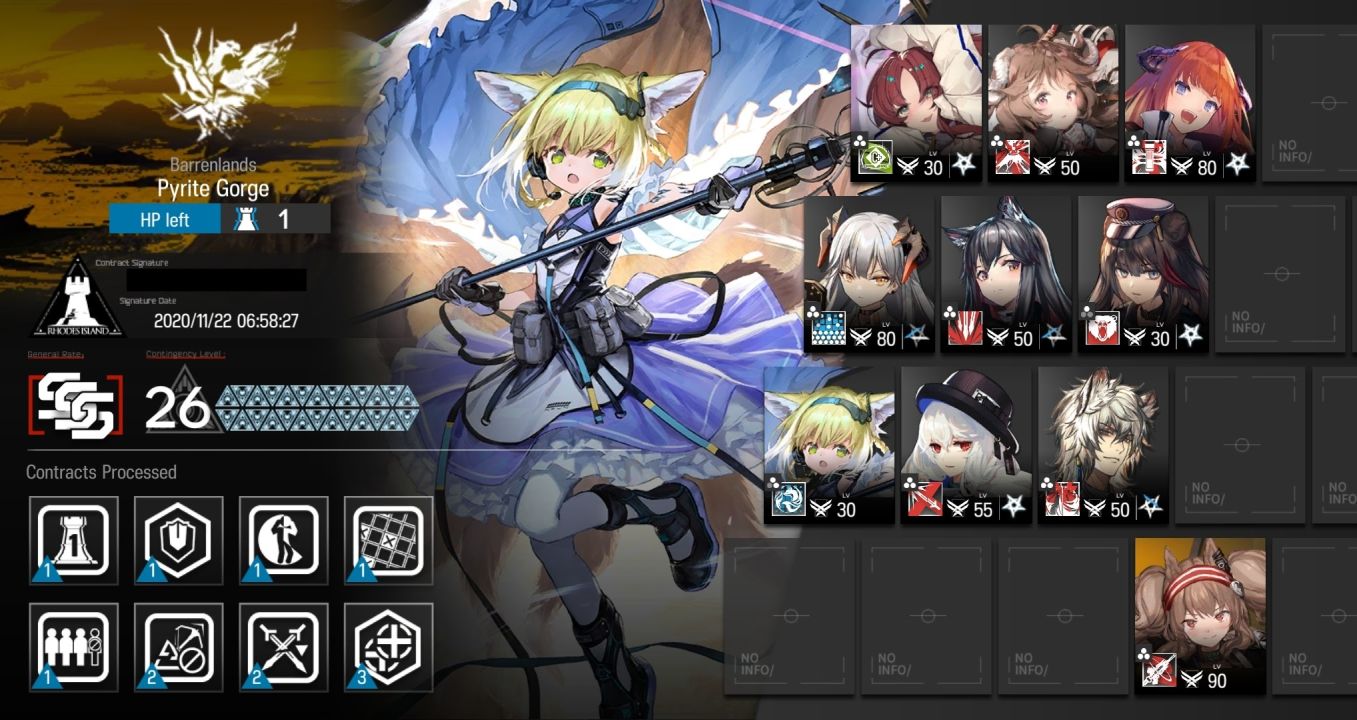 Barrenlands
Pyrite Gorge
HP left 1
Contract Signature
Signature Date
2020/11/22 06:58:27
RHODES ISLAND
General Rate:
Contingency Level:
SSS
26
Contracts Processed
1
1
1
1
1
1
2
2
3
LV
30
LV
50
LV
80
NO
INFO/
LV
80
LV
50
LV
30
NO
INFO/
LV
30
LV
55
LV
50
NO
INFO/
NO
INFO/
NO
INFO/
NO
INFO/
NO
INFO/
LV
90
NO
INFO/